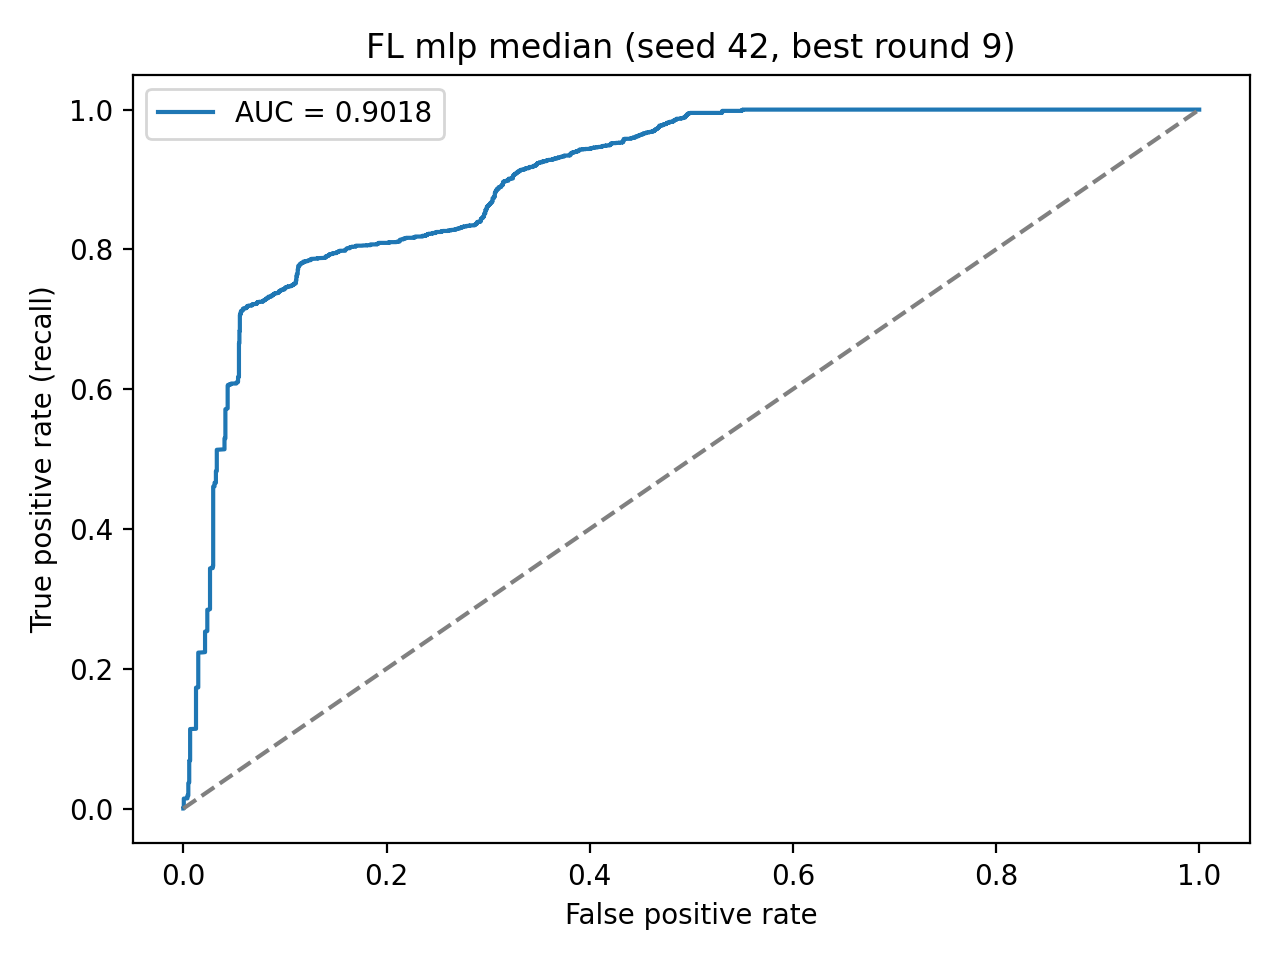 FL mlp median (seed 42, best round 9)
AUC = 0.9018
1.0
0.8
0.6
0.4
0.2
0.0
True positive rate (recall)
0.0 0.2 0.4 0.6 0.8 1.0
False positive rate